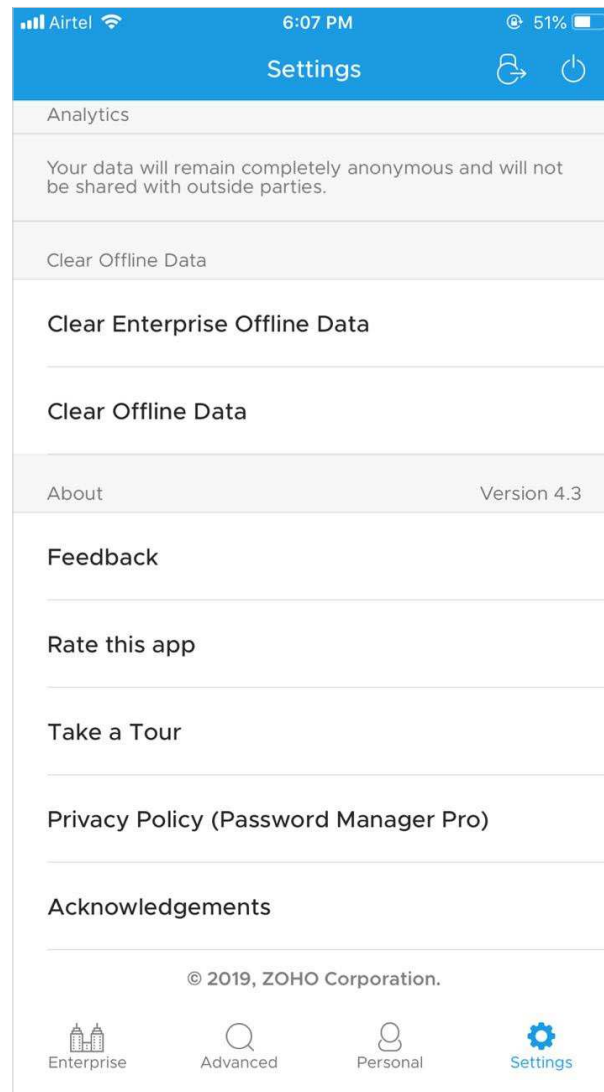 Airtel 6:07 PM 51%
Settings
Analytics
Your data will remain completely anonymous and will not
be shared with outside parties.
Clear Offline Data
Clear Enterprise Offline Data
Clear Offline Data
About Version 4.3
Feedback
Rate this app
Take a Tour
Privacy Policy (Password Manager Pro)
Acknowledgements
© 2019, ZOHO Corporation.
Enterprise Advanced Personal Settings